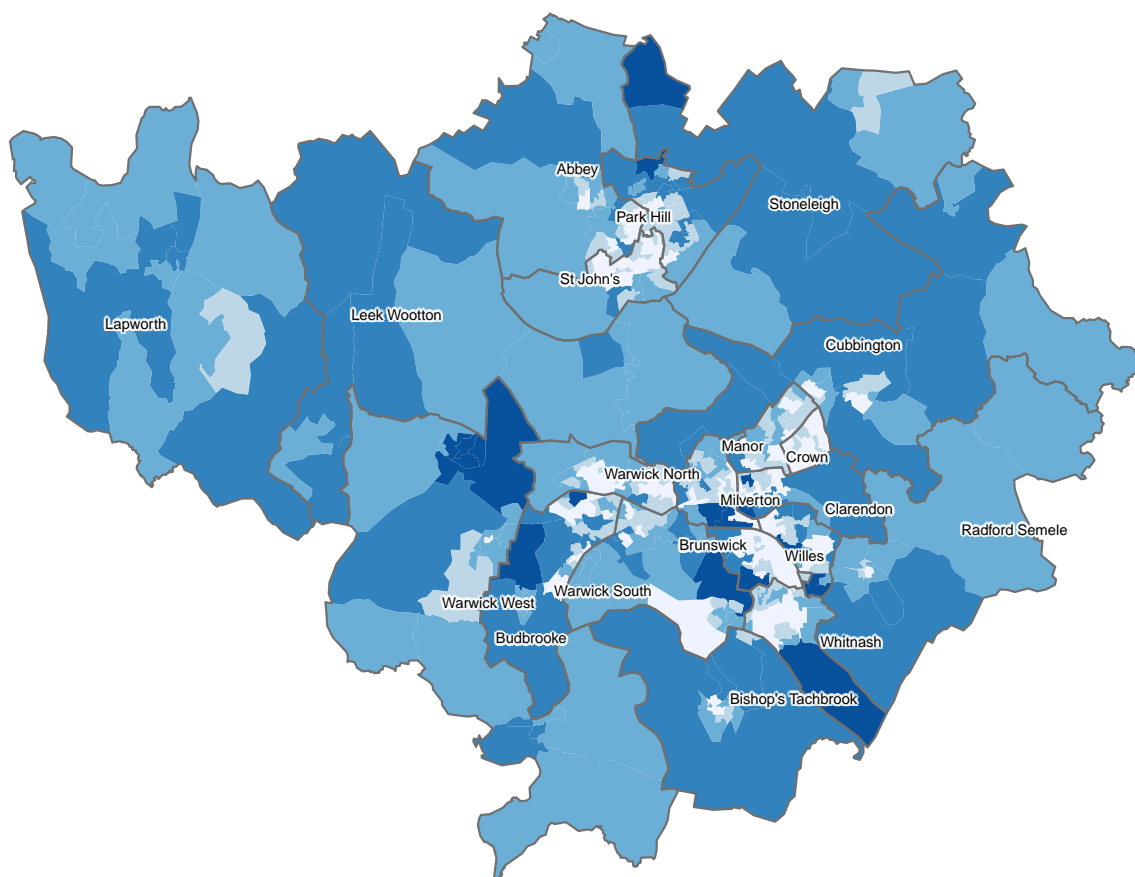 Abbey
Stoneleigh
Park Hill
St John's
Leek Wootton
Lapworth
Cubbington
Manor
Crown
Warwick North
Milverton
Clarendon
Radford Semele
Brunswick
Willes
Warwick West
Warwick South
Budbrooke
Whitnash
Bishop's Tachbrook